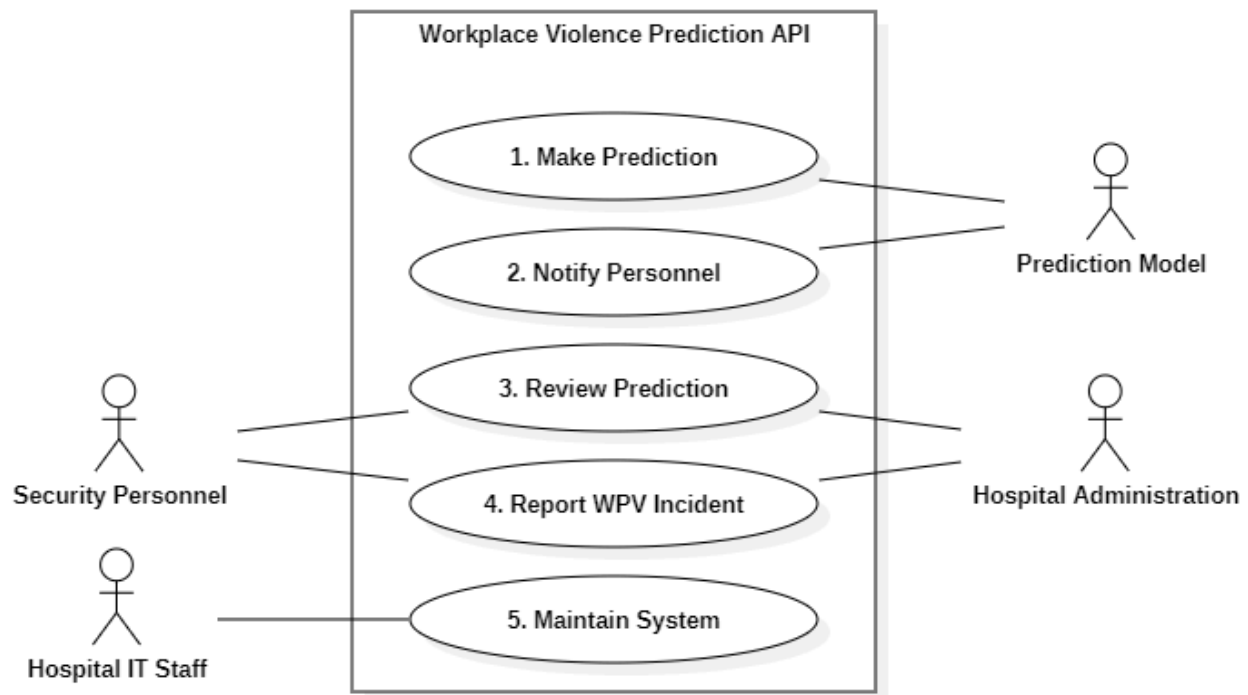 Workplace Violence Prediction API
1. Make Prediction
2. Notify Personnel
Prediction Model
3. Review Prediction
4. Report WPV Incident
Security Personnel
Hospital Administration
5. Maintain System
Hospital IT Staff